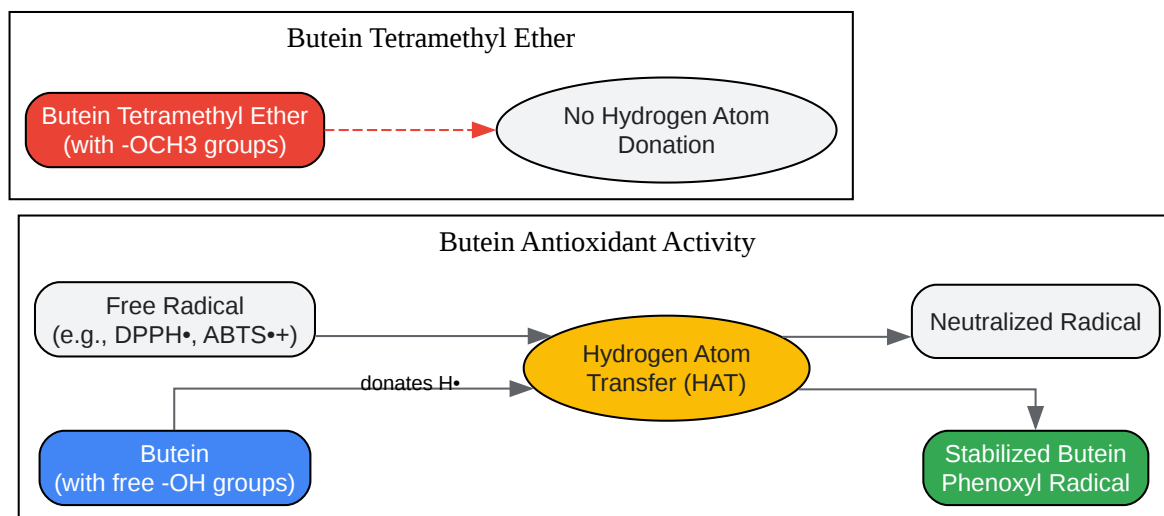 Butein Tetramethyl Ether
Butein Tetramethyl Ether
(with -OCH3 groups)
No Hydrogen Atom
Donation
Butein Antioxidant Activity
Free Radical
(e.g., DPPH•, ABTS•+)
Hydrogen Atom
Transfer (HAT)
Neutralized Radical
donates H•
Butein
(with free -OH groups)
Stabilized Butein
Phenoxyl Radical